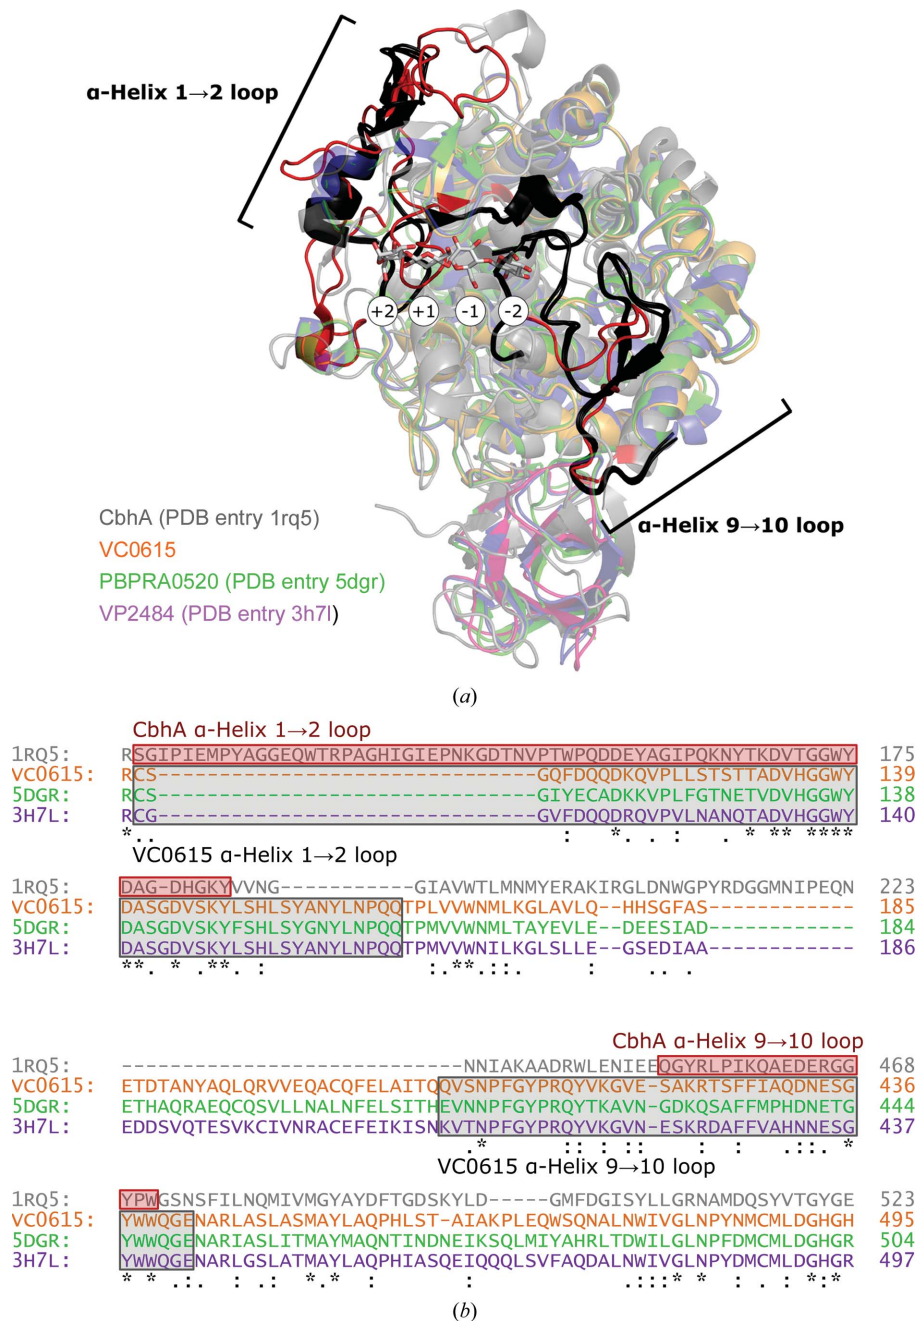 α-Helix 1→2 loop
+2 +1 -1 -2
α-Helix 9→10 loop
CbhA (PDB entry 1rq5)
VC0615
PBPRA0520 (PDB entry 5dgr)
VP2484 (PDB entry 3h7l)
(a)
CbhA α-Helix 1→2 loop
1RQ5: RSGIPIEMPYAGGEQWTRPAGHIGIEPNKGDTNVPTWPQDDEYAGIPQKNYTKDVTGGWY 175
VC0615: RCS-------------------------------GQFDQQDKQVPLLSTSTTADVHGGWY 139
5DGR: RCS-------------------------------GIYECADKKVPLFGTNETVDVHGGWY 138
3H7L: RCG-------------------------------GVFDQQDRQVPVLNANQTADVHGGWY 140
*.. : * : : * ** ****
VC0615 α-Helix 1→2 loop
1RQ5: DAG-DHGKYVVNG-----------GIAVWTLMNMYERAKIRGLDNWGPYRDGGMNIPEQN 223
VC0615: DASGDVSKYLSHLSYANYLNPQQTPLVVWNMLKGLAVLQ--HHSGFAS------------ 185
5DGR: DASGDVSKYFSHLSYGNYLNPQQTPMVVWNMLTAYEVLE--DEESIAD------------ 184
3H7L: DASGDVSKYLSHLSYANYLNPQQTPMVVWNILKGLSLLE--GSEDIAA------------ 186
**. * .**. : :.**.::. : .. .
CbhA α-Helix 9→10 loop
1RQ5: ----------------------------NNIAKAADRWLENIEEQGYRLPIKQAEDERGG 468
VC0615: ETDTANYAQLQRVVEQACQFELAITQQVSNPFGYPRQYVKGVE-SAKRTSFFIAQDNESG 436
5DGR: ETHAQRAEQCQSVLLNALNFELSITHEVNNPFGYPRQYTKAVN-GDKQSAFFMPHDNETG 444
3H7L: EDDSVQTESVKCIVNRACEFEIKISNKVTNPFGYPRQYVKGVN-ESKRDAFFVAHNNESG 437
.* :: : :: : : .::. *
VC0615 α-Helix 9→10 loop
1RQ5: YPWGSNSFILNQMIVMGYAYDFTGDSKYLD-----GMFDGISYLLGRNAMDQSYVTGYGE 523
VC0615: YWWQGENARLASLASMAYLAQPHLST-AIAKPLEQWSQNALNWIVGLNPYNMCMLDGHGH 495
5DGR: YWWQGENARIASLITMAYMAQNTINDNEIKSQLMIYAHRLTDWILGLNPFDMCMLDGHGR 504
3H7L: YWWQGENARLGSLATMAYLAQPHIASQEIQQQLSVFAQDALNWIVGLNPYDMCMLDGHGR 497
* * .:. : .: *.* : : .:::* * : . : *:*
(b)